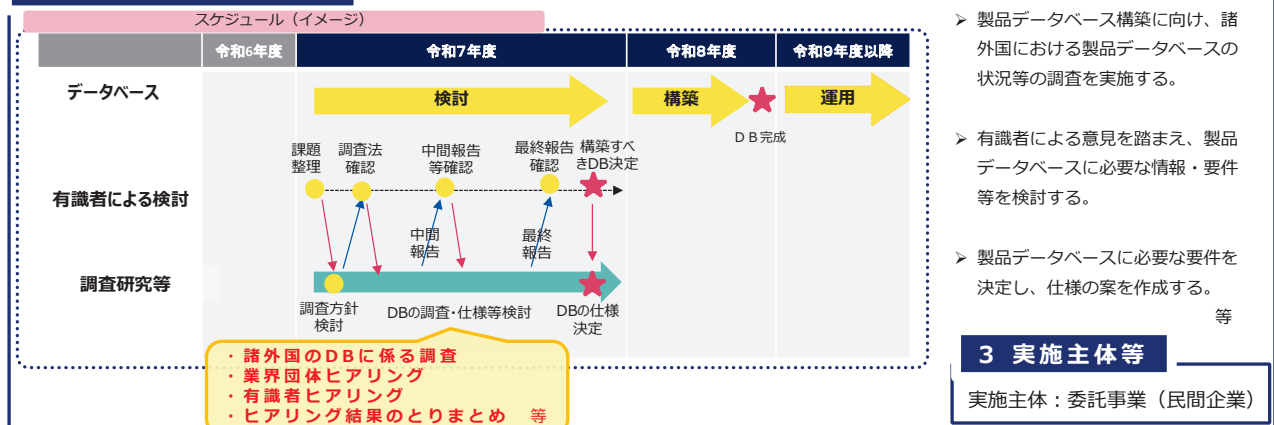 スケジュール（イメージ）
令和6年度
令和7年度
令和8年度
令和9年度以降
データベース
検討
構築
運用
ＤＢ完成
課題
整理
調査法
確認
中間報告
等確認
最終報告
確認
構築すべ
きDB決定
有識者による検討
中間
報告
最終
報告
調査研究等
調査方針
検討
DBの調査・仕様等検討
DBの仕様
決定
・諸外国のDBに係る調査
・業界団体ヒアリング
・有識者ヒアリング
・ヒアリング結果のとりまとめ　等
➢ 製品データベース構築に向け、諸
外国における製品データベースの
状況等の調査を実施する。
➢ 有識者による意見を踏まえ、製品
データベースに必要な情報・要件
等を検討する。
➢ 製品データベースに必要な要件を
決定し、仕様の案を作成する。
等
３ 実施主体等
実施主体：委託事業（民間企業）